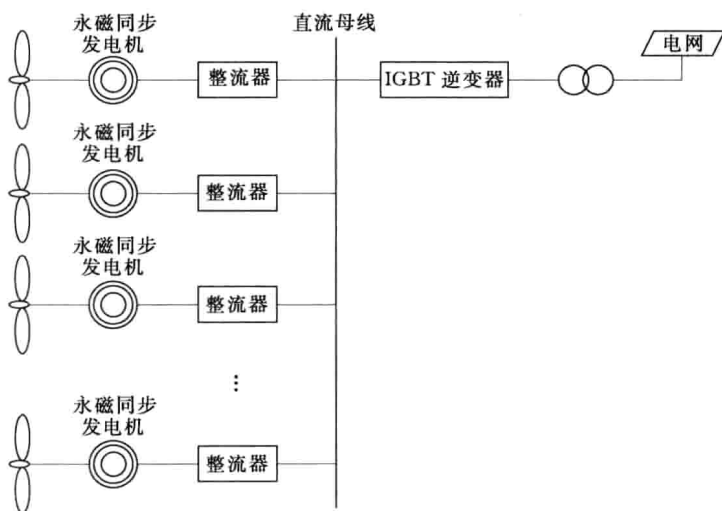 永磁同步
发电机
直流母线
电网
整流器
IGBT 逆变器
永磁同步
发电机
整流器
永磁同步
发电机
整流器
...
永磁同步
发电机
整流器